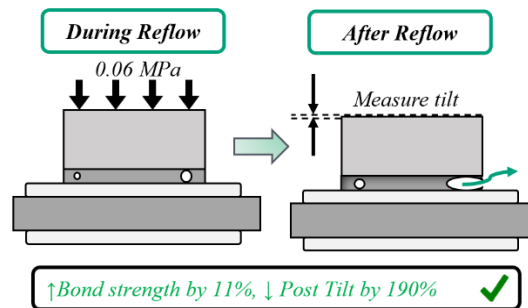 During Reflow
After Reflow
0.06 MPa
Measure tilt
↑Bond strength by 11%, ↓ Post Tilt by 190%